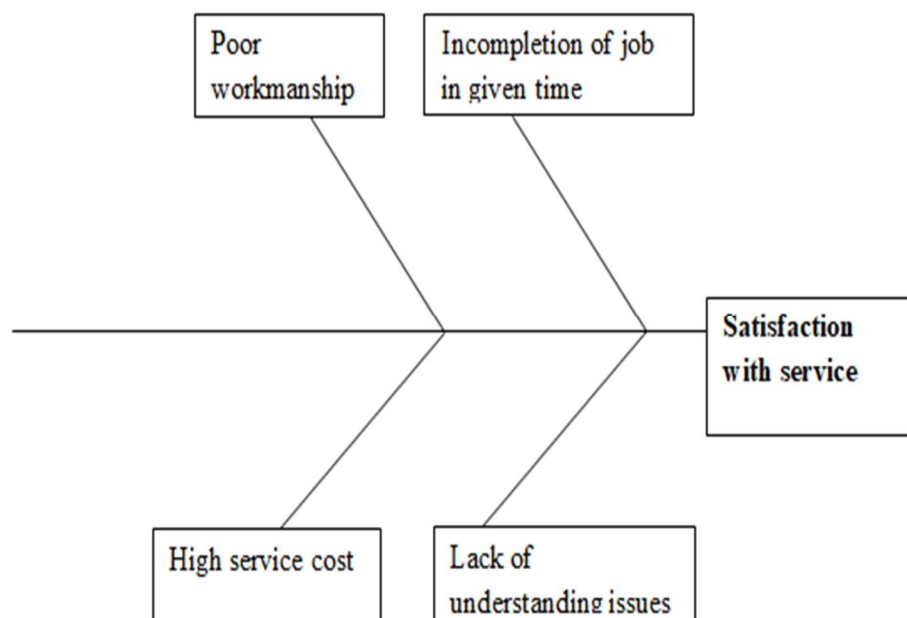 Poor
workmanship
Incompletion of job
in given time
Satisfaction
with service
High service cost
Lack of
understanding issues